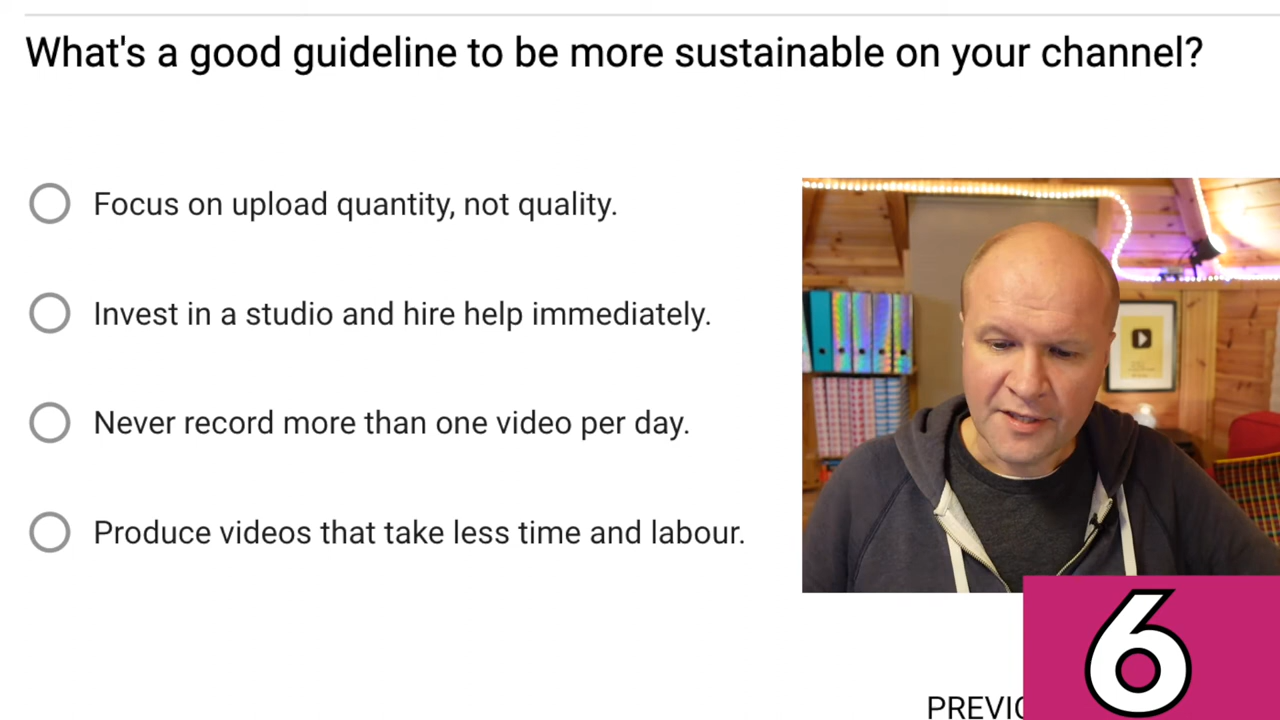 What's a good guideline to be more sustainable on your channel?
Focus on upload quantity, not quality.
Invest in a studio and hire help immediately.
Never record more than one video per day.
Produce videos that take less time and labour.
6
PREVIO